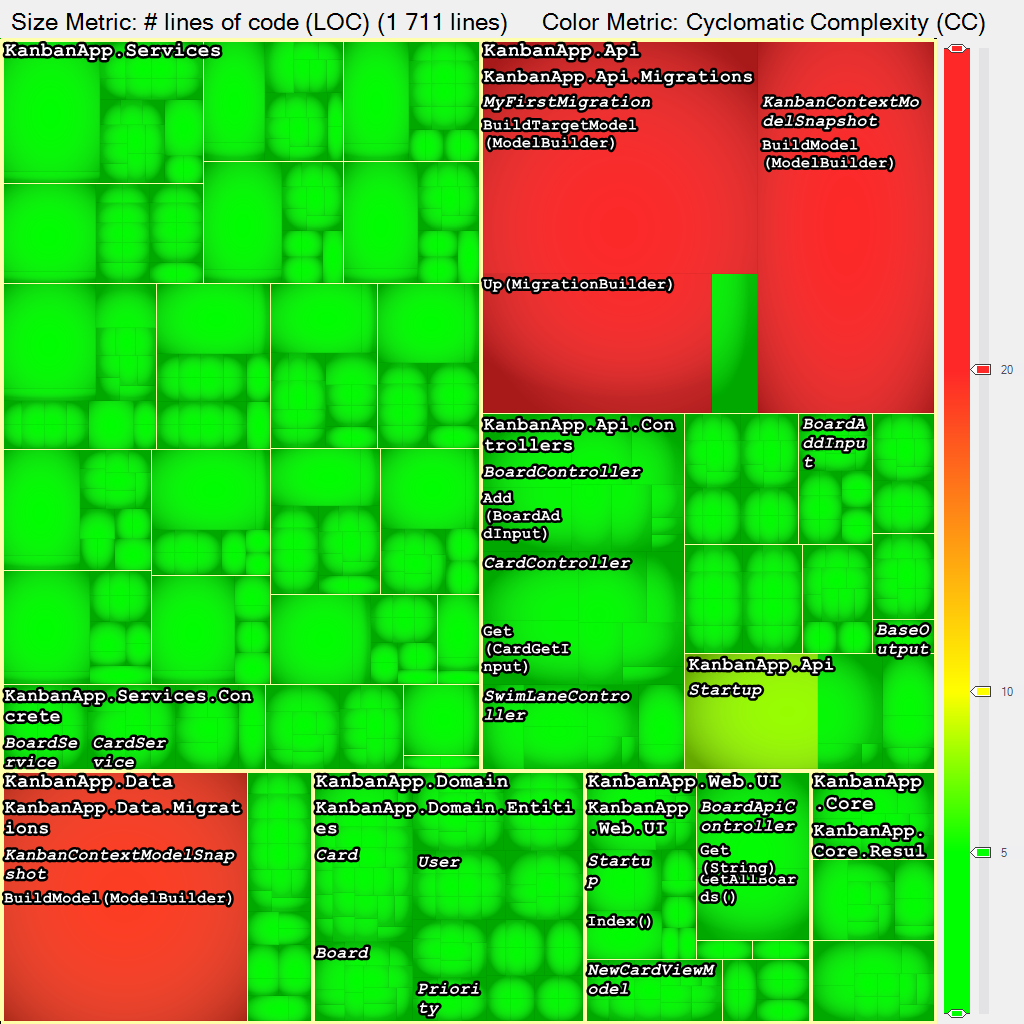 Size Metric: # lines of code (LOC) (1 711 lines)
Color Metric: Cyclomatic Complexity (CC)
KanbanApp.Services
KanbanApp.Api
KanbanApp.Api.Migrations
MyFirstMigration
BuildTargetModel
(ModelBuilder)
KanbanContextMo
delSnapshot
BuildModel
(ModelBuilder)
Up(MigrationBuilder)
20
KanbanApp.Api.Con
trollers
BoardController
Add
(BoardAd
dInput)
CardController
Get
(CardGetI
nput)
SwimLaneContro
ller
BoardA
ddInpu
t
BaseO
utput
KanbanApp.Api
Startup
10
KanbanApp.Services.Con
crete
BoardSe
rvice
CardSer
vice
KanbanApp.Data
KanbanApp.Data.Migrat
ions
KanbanContextModelSnap
shot
BuildModel(ModelBuilder)
KanbanApp.Domain
KanbanApp.Domain.Entiti
es
Card
User
Board
Priori
ty
KanbanApp.Web.UI
KanbanApp
.Web.UI
Startu
p
Index()
NewCardViewM
odel
BoardApiC
ontroller
Get
(String)
GetAllBoar
ds()
KanbanApp
.Core
KanbanApp.
Core.Resul
5